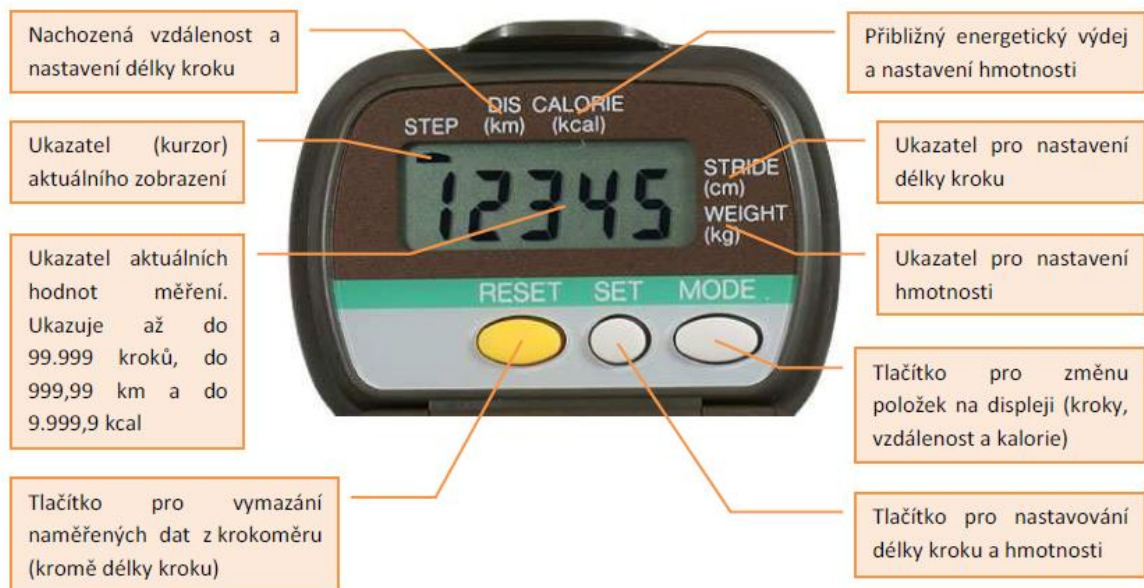 Nachozená vzdálenost a
nastavení délky kroku
Ukazatel (kurzor)
aktuálního zobrazení
Ukazatel aktuálních
hodnot měření.
Ukazuje až do
99.999 kroků, do
999,99 km a do
9.999,9 kcal
Tlačítko pro vymazání
naměřených dat z krokoměru
(kromě délky kroku)
STEP DIS (km) CALORIE (kcal)
12345
STRIDE
(cm)
WEIGHT
(kg)
RESET SET MODE
Přibližný energetický výdej
a nastavení hmotnosti
Ukazatel pro nastavení
délky kroku
Ukazatel pro nastavení
hmotnosti
Tlačítko pro změnu
položek na displeji (kroky,
vzdálenost a kalorie)
Tlačítko pro nastavování
délky kroku a hmotnosti